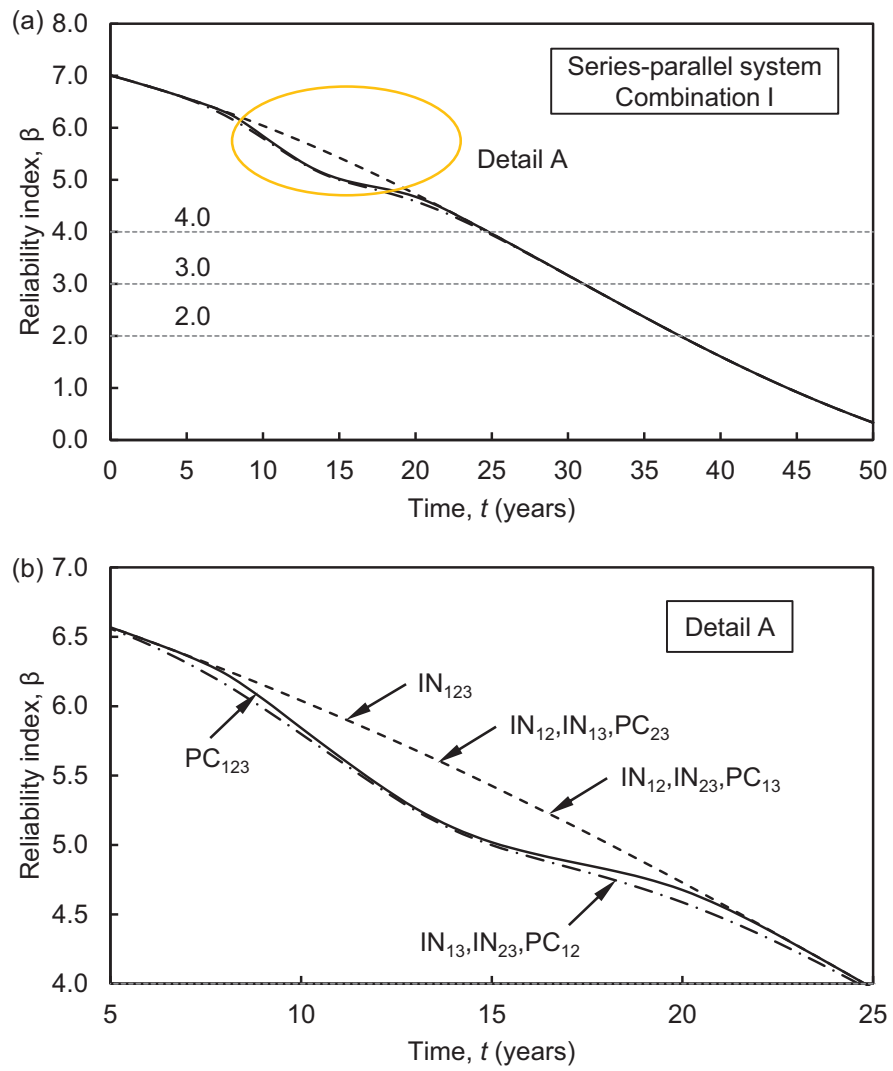 (a)
8.0
7.0
6.0
5.0
4.0
3.0
2.0
1.0
0.0
Reliability index, β
Series-parallel system
Combination I
Detail A
4.0
3.0
2.0
0 5 10 15 20 25 30 35 40 45 50
Time, t (years)
(b)
7.0
6.5
6.0
5.5
5.0
4.5
4.0
Reliability index, β
Detail A
IN₁₂₃
IN₁₂,IN₁₃,PC₂₃
PC₁₂₃
IN₁₂,IN₂₃,PC₁₃
IN₁₃,IN₂₃,PC₁₂
5 10 15 20 25
Time, t (years)